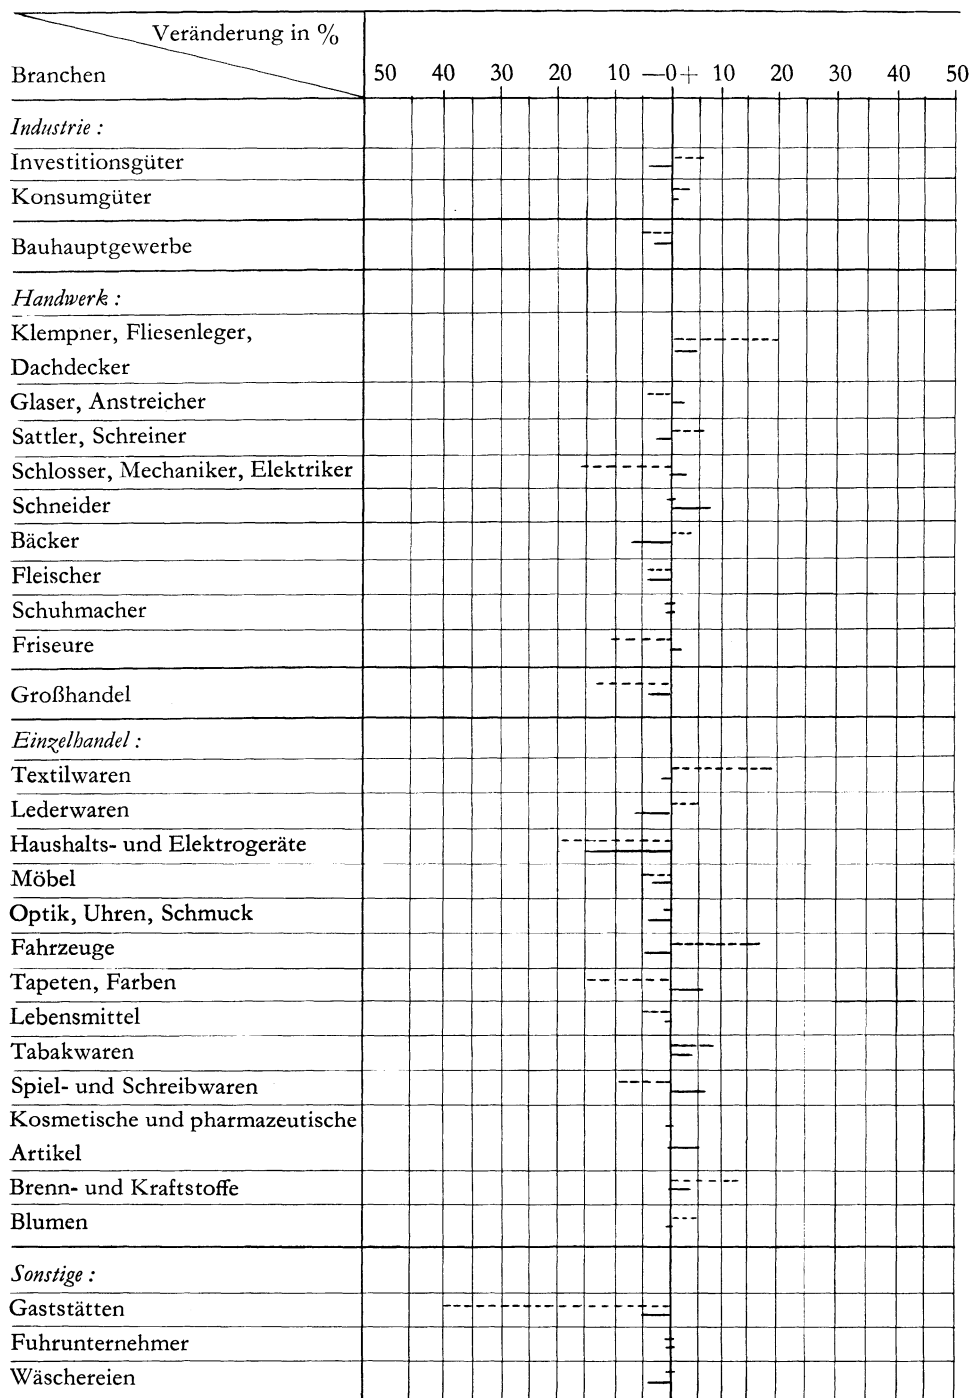 Veränderung in %
Branchen 50 40 30 20 10 —0+ 10 20 30 40 50
Industrie :
Investitionsgüter
Konsumgüter
Bauhauptgewerbe
Handwerk :
Klempner, Fliesenleger,
Dachdecker
Glaser, Anstreicher
Sattler, Schreiner
Schlosser, Mechaniker, Elektriker
Schneider
Bäcker
Fleischer
Schuhmacher
Friseure
Großhandel
Einzelhandel :
Textilwaren
Lederwaren
Haushalts- und Elektrogeräte
Möbel
Optik, Uhren, Schmuck
Fahrzeuge
Tapeten, Farben
Lebensmittel
Tabakwaren
Spiel- und Schreibwaren
Kosmetische und pharmazeutische
Artikel
Brenn- und Kraftstoffe
Blumen
Sonstige :
Gaststätten
Fuhrunternehmer
Wäschereien